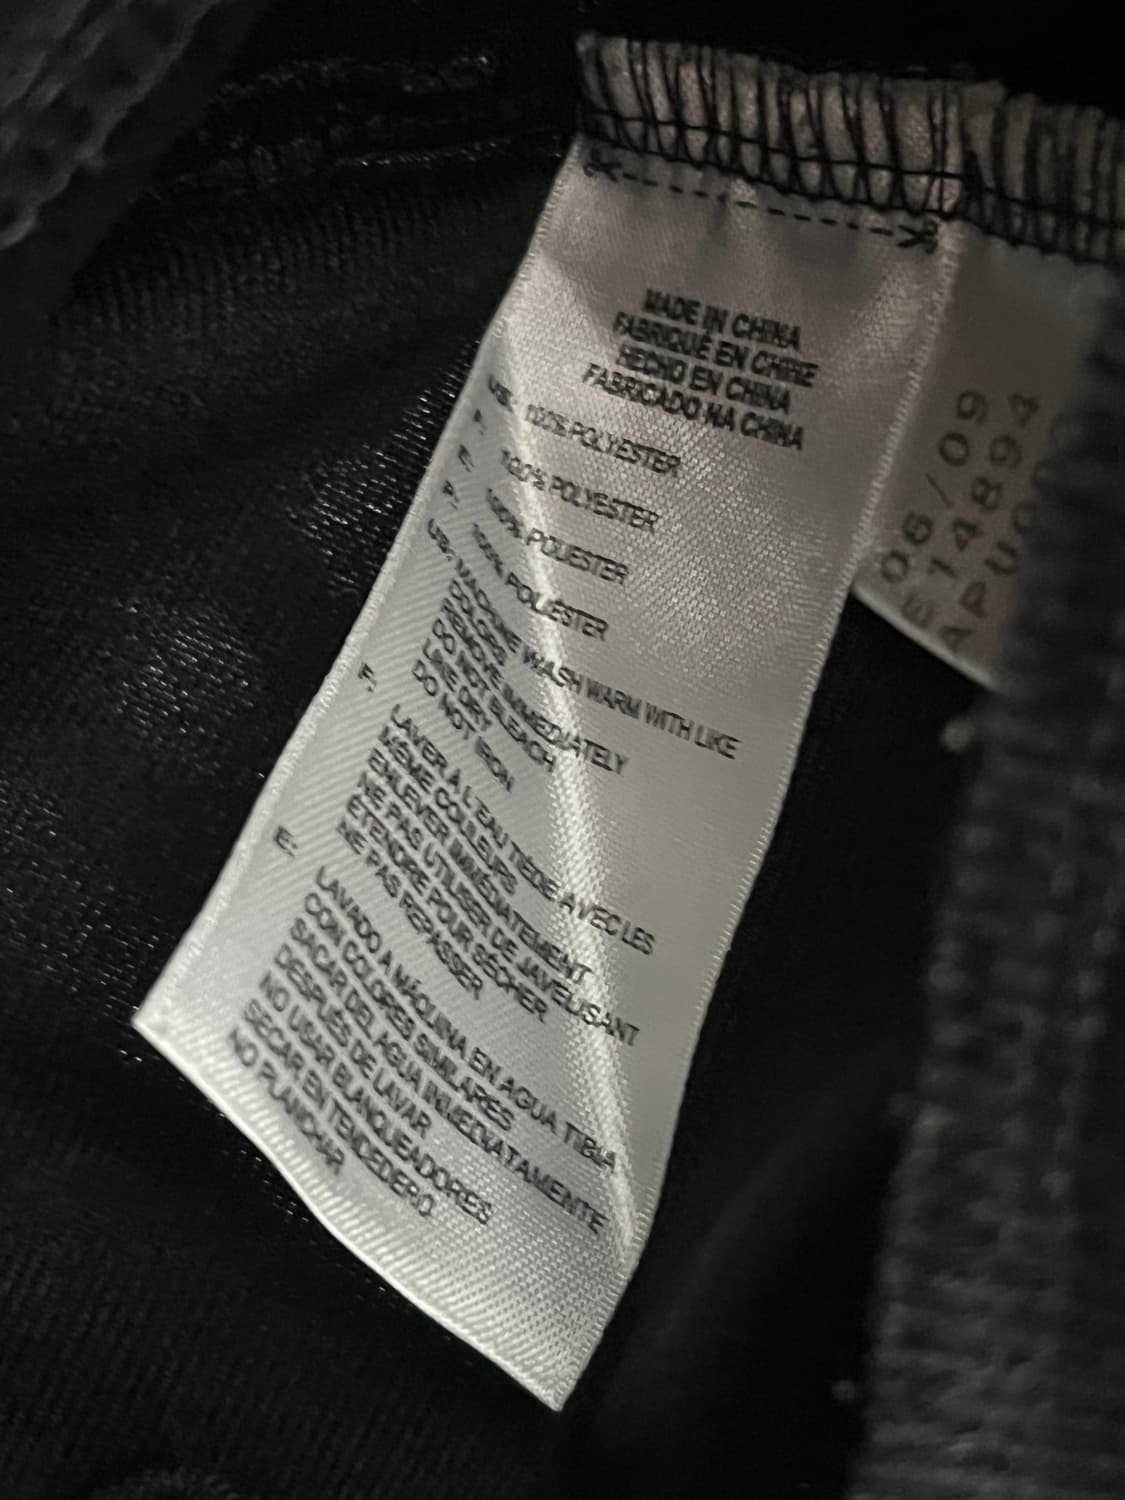 MADE IN CHINA
FABRIQUÉ EN CHINE
HECHO EN CHINA
FABRICADO NA CHINA
US: 100% POLYESTER
F: 100% POLYESTER
E: 100% POLIESTER
P: 100% POLIÉSTER
US: MACHINE WASH WARM WITH LIKE
COLORS
REMOVE IMMEDIATELY
DO NOT BLEACH
LINE DRY
DO NOT IRON
F: LAVER À L'EAU TIÈDE AVEC LES
MÊME COULEURS
ENLEVER IMMÉDIATEMENT
NE PAS UTILISER DE JAVELLISANT
ÉTENDRE POUR SÉCHER
NE PAS REPASSER
E: LAVADO A MÁQUINA EN AGUA TIBIA
CON COLORES SIMILARES
SACAR DEL AGUA INMEDIATAMENTE
DESPUÉS DE LAVAR
NO USAR BLANQUEADORES
SECAR EN TENDEDERO
NO PLANCHAR
06/09
E14894